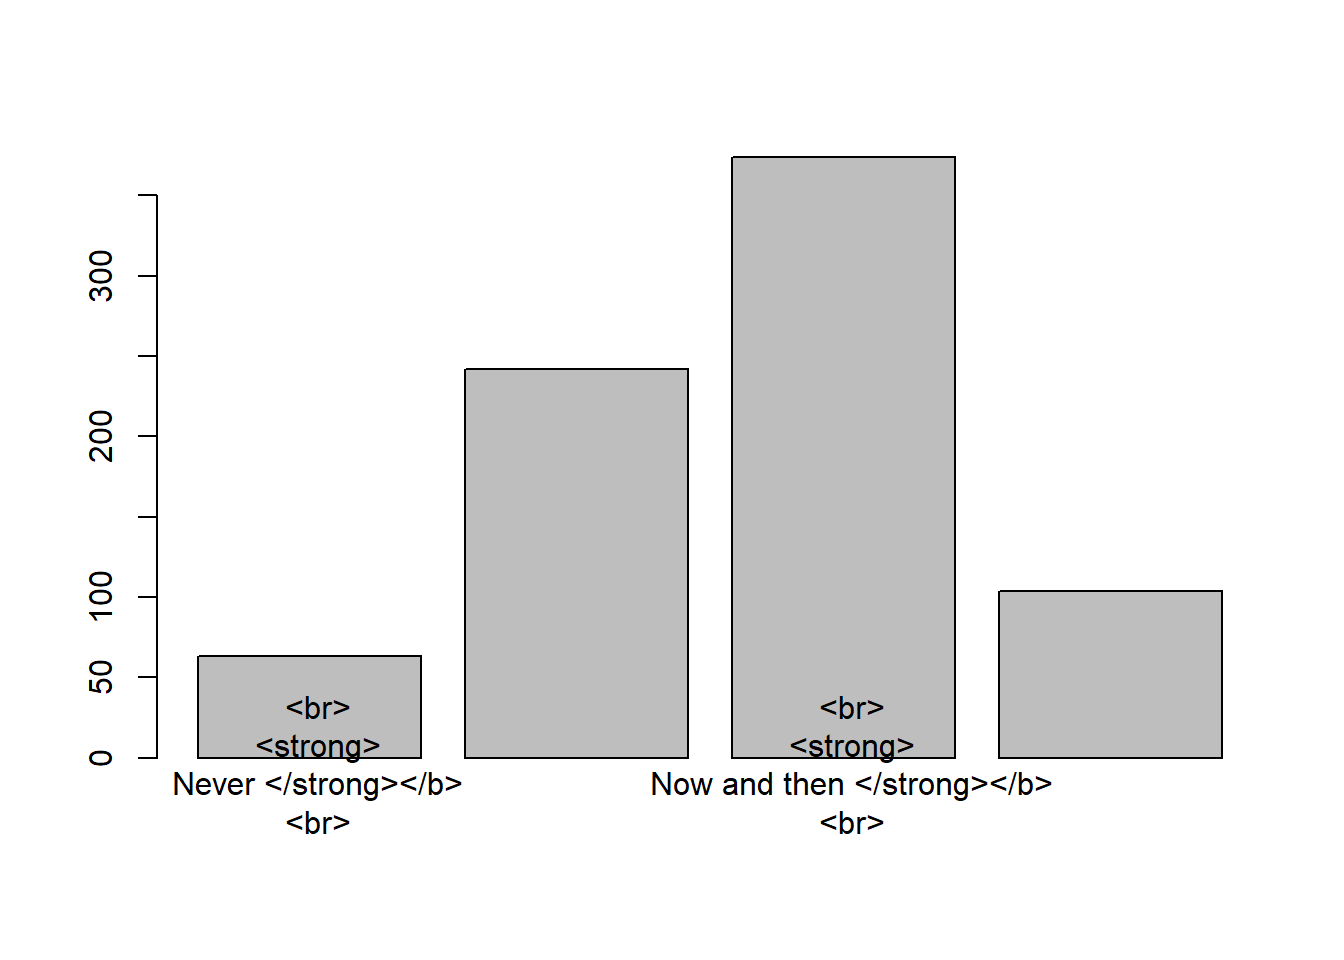 300
200
100
50
0
<br>
<strong>
Never </strong></b>
<br>
<br>
<strong>
Now and then </strong></b>
<br>